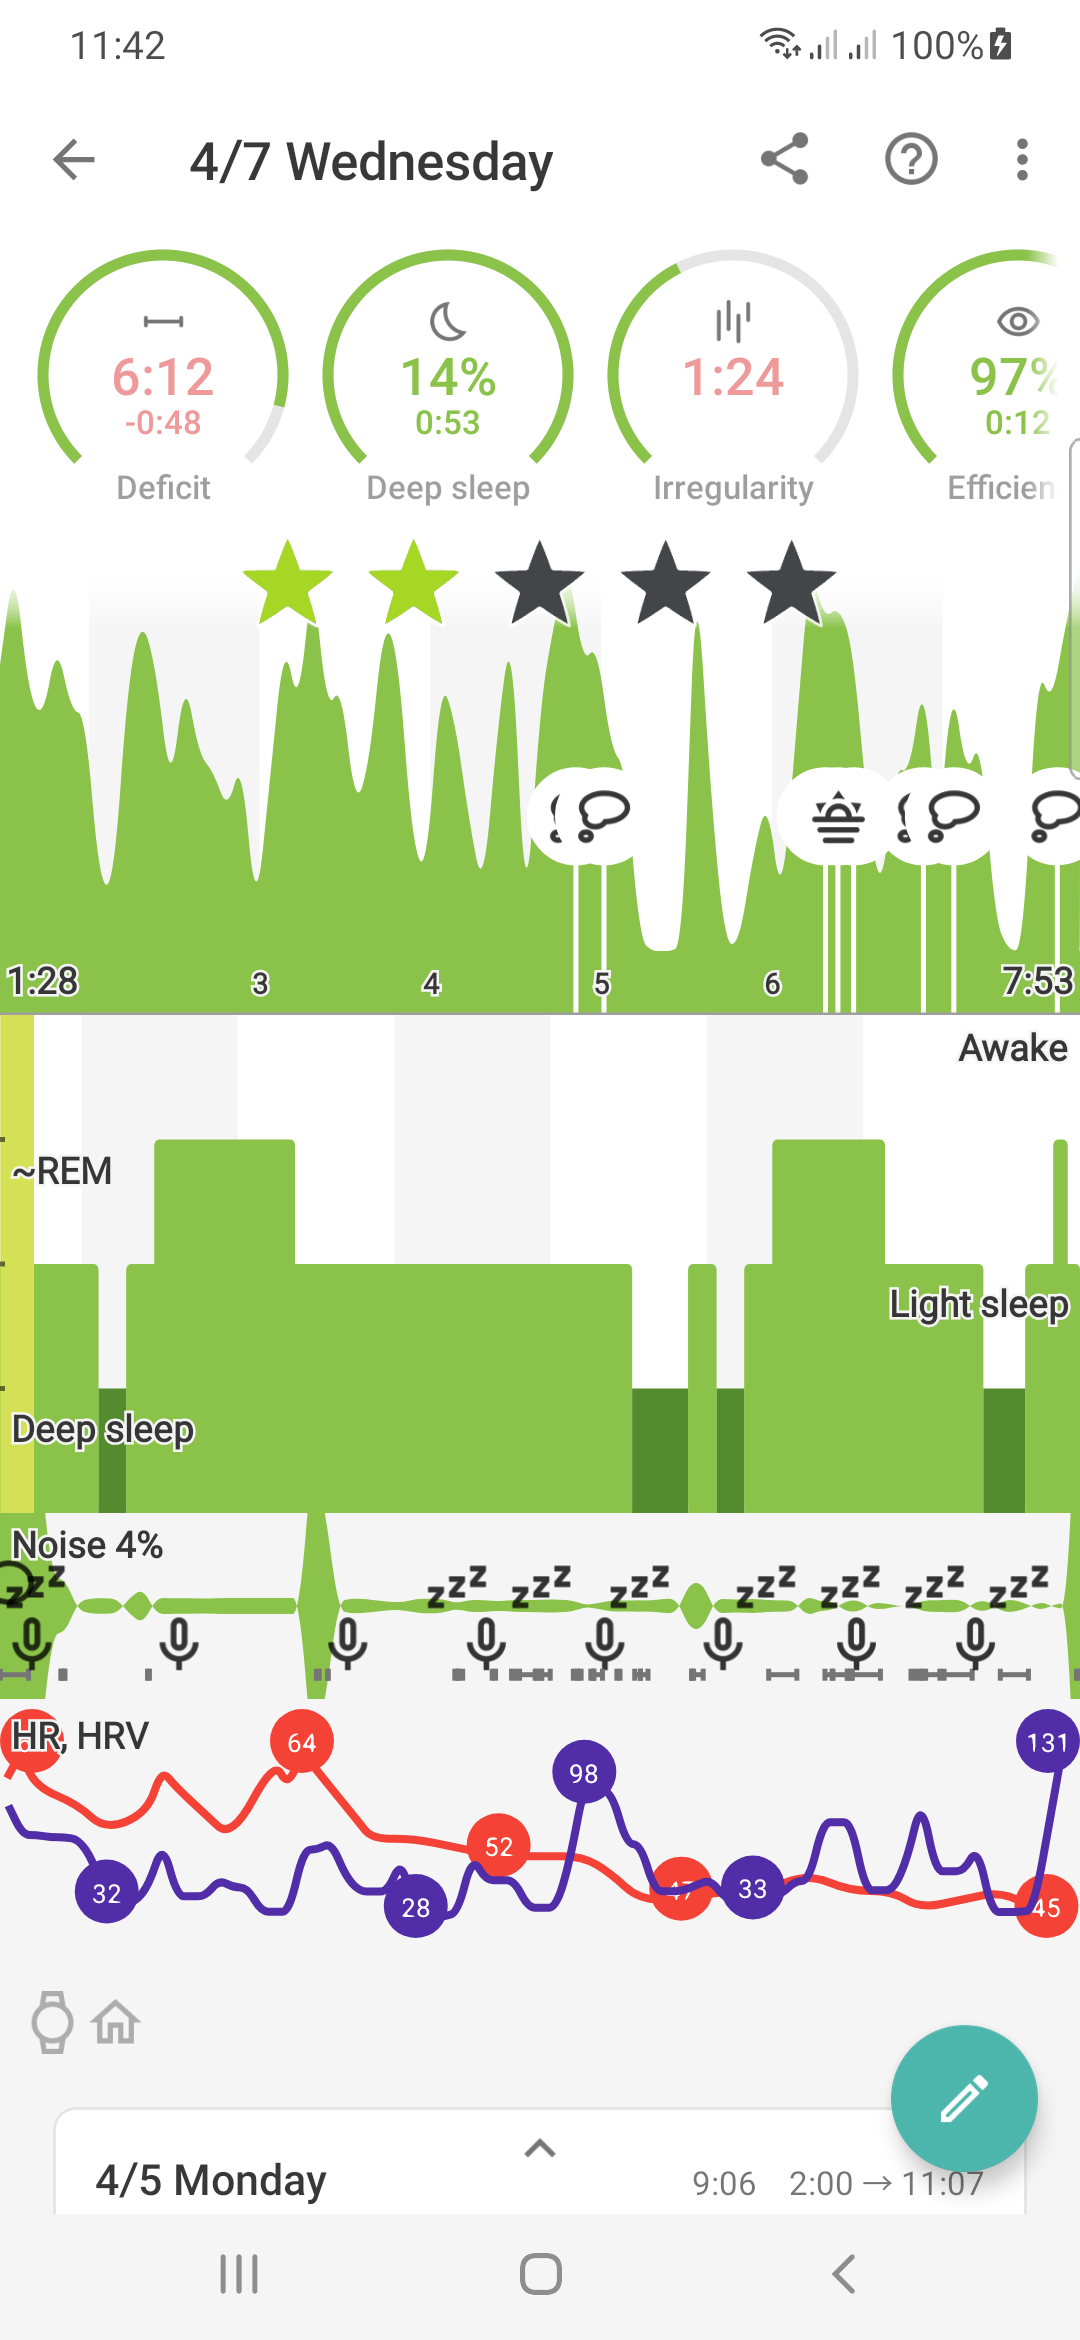 11:42
100%
4/7 Wednesday
6:12
-0:48
Deficit
14%
0:53
Deep sleep
1:24
Irregularity
97%
0:12
Efficien
1:28 3 4 5 6 7:53
Awake
~REM
Light sleep
Deep sleep
Noise 4%
zzz zzz zzz zzz zzz zzz zzz zzz
HR, HRV
64
131
98
52
47
33
32
28
45
4/5 Monday
9:06 2:00 → 11:07